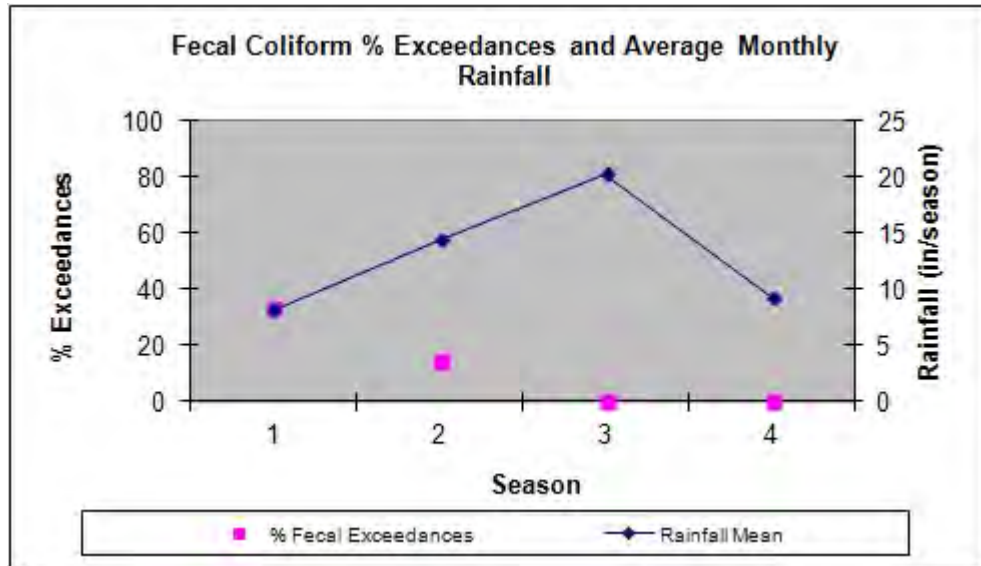 Fecal Coliform % Exceedances and Average Monthly
Rainfall
% Exceedances
100
80
60
40
20
0
25
20
15
10
5
0
Rainfall (in/season)
1 2 3 4
Season
% Fecal Exceedances Rainfall Mean